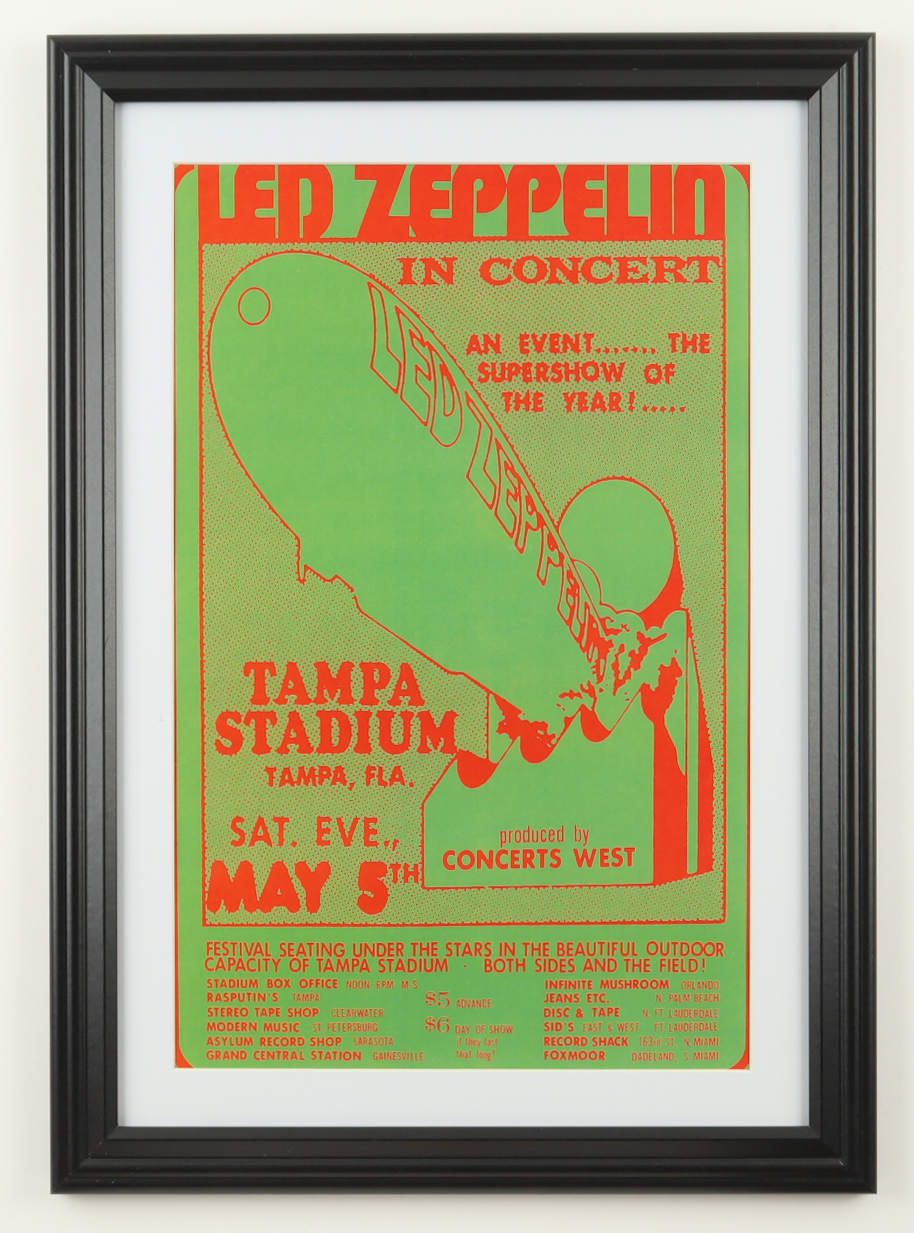 LED ZEPPELIN
IN CONCERT
LED ZEPPELIN
AN EVENT....... THE
SUPERSHOW OF
THE YEAR!.....
TAMPA
STADIUM
TAMPA, FLA.
SAT. EVE.,
MAY 5TH
produced by
CONCERTS WEST
FESTIVAL SEATING UNDER THE STARS IN THE BEAUTIFUL OUTDOOR
CAPACITY OF TAMPA STADIUM · BOTH SIDES AND THE FIELD!
STADIUM BOX OFFICE NOON 6PM M-S
RASPUTIN'S TAMPA
STEREO TAPE SHOP CLEARWATER
MODERN MUSIC ST. PETERSBURG
ASYLUM RECORD SHOP SARASOTA
GRAND CENTRAL STATION GAINESVILLE
$5 ADVANCE
$6 DAY OF SHOW
if they last
that long!
INFINITE MUSHROOM ORLANDO
JEANS ETC. N. PALM BEACH
DISC & TAPE N. FT. LAUDERDALE
SID'S EAST & WEST FT. LAUDERDALE
RECORD SHACK 163rd ST. N. MIAMI
FOXMOOR DADELAND, S. MIAMI